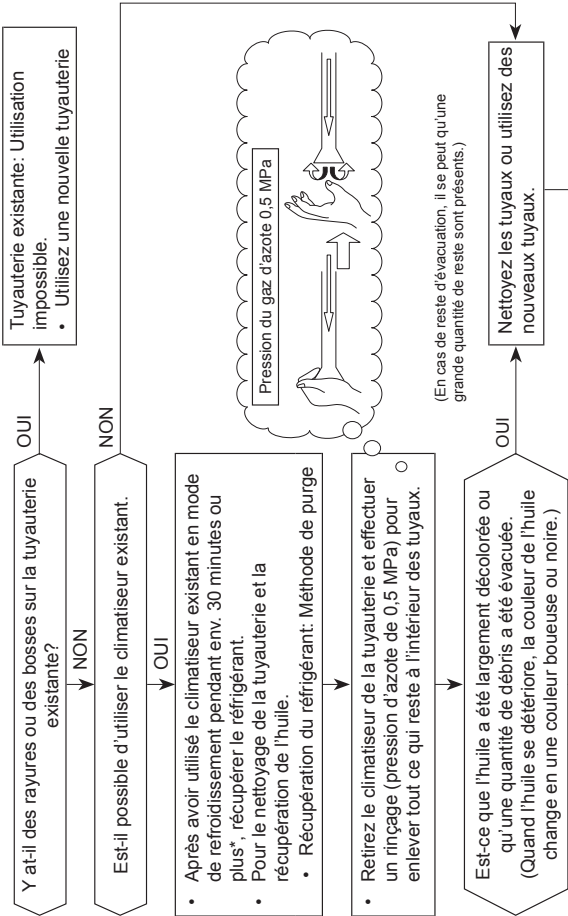 Y at-il des rayures ou des bosses sur la tuyauterie
existante?
OUI
Tuyauterie existante: Utilisation
impossible.
• Utilisez une nouvelle tuyauterie
NON
Est-il possible d'utiliser le climatiseur existant.
NON
OUI
• Après avoir utilisé le climatiseur existant en mode
de refroidissement pendant env. 30 minutes ou
plus*, récupérer le réfrigérant.
• Pour le nettoyage de la tuyauterie et la
récupération de l'huile.
• Récupération du réfrigérant: Méthode de purge
Pression du gaz d'azote 0,5 MPa
• Retirez le climatiseur de la tuyauterie et effectuer
un rinçage (pression d'azote de 0,5 MPa) pour
enlever tout ce qui reste à l'intérieur des tuyaux.
(En cas de reste d'évacuation, il se peut qu'une
grande quantité de reste sont présents.)
Est-ce que l'huile a été largement décolorée ou
qu'une quantité de débris a été évacuée.
(Quand l'huile se détériore, la couleur de l'huile
change en une couleur boueuse ou noire.)
OUI
Nettoyez les tuyaux ou utilisez des
nouveaux tuyaux.